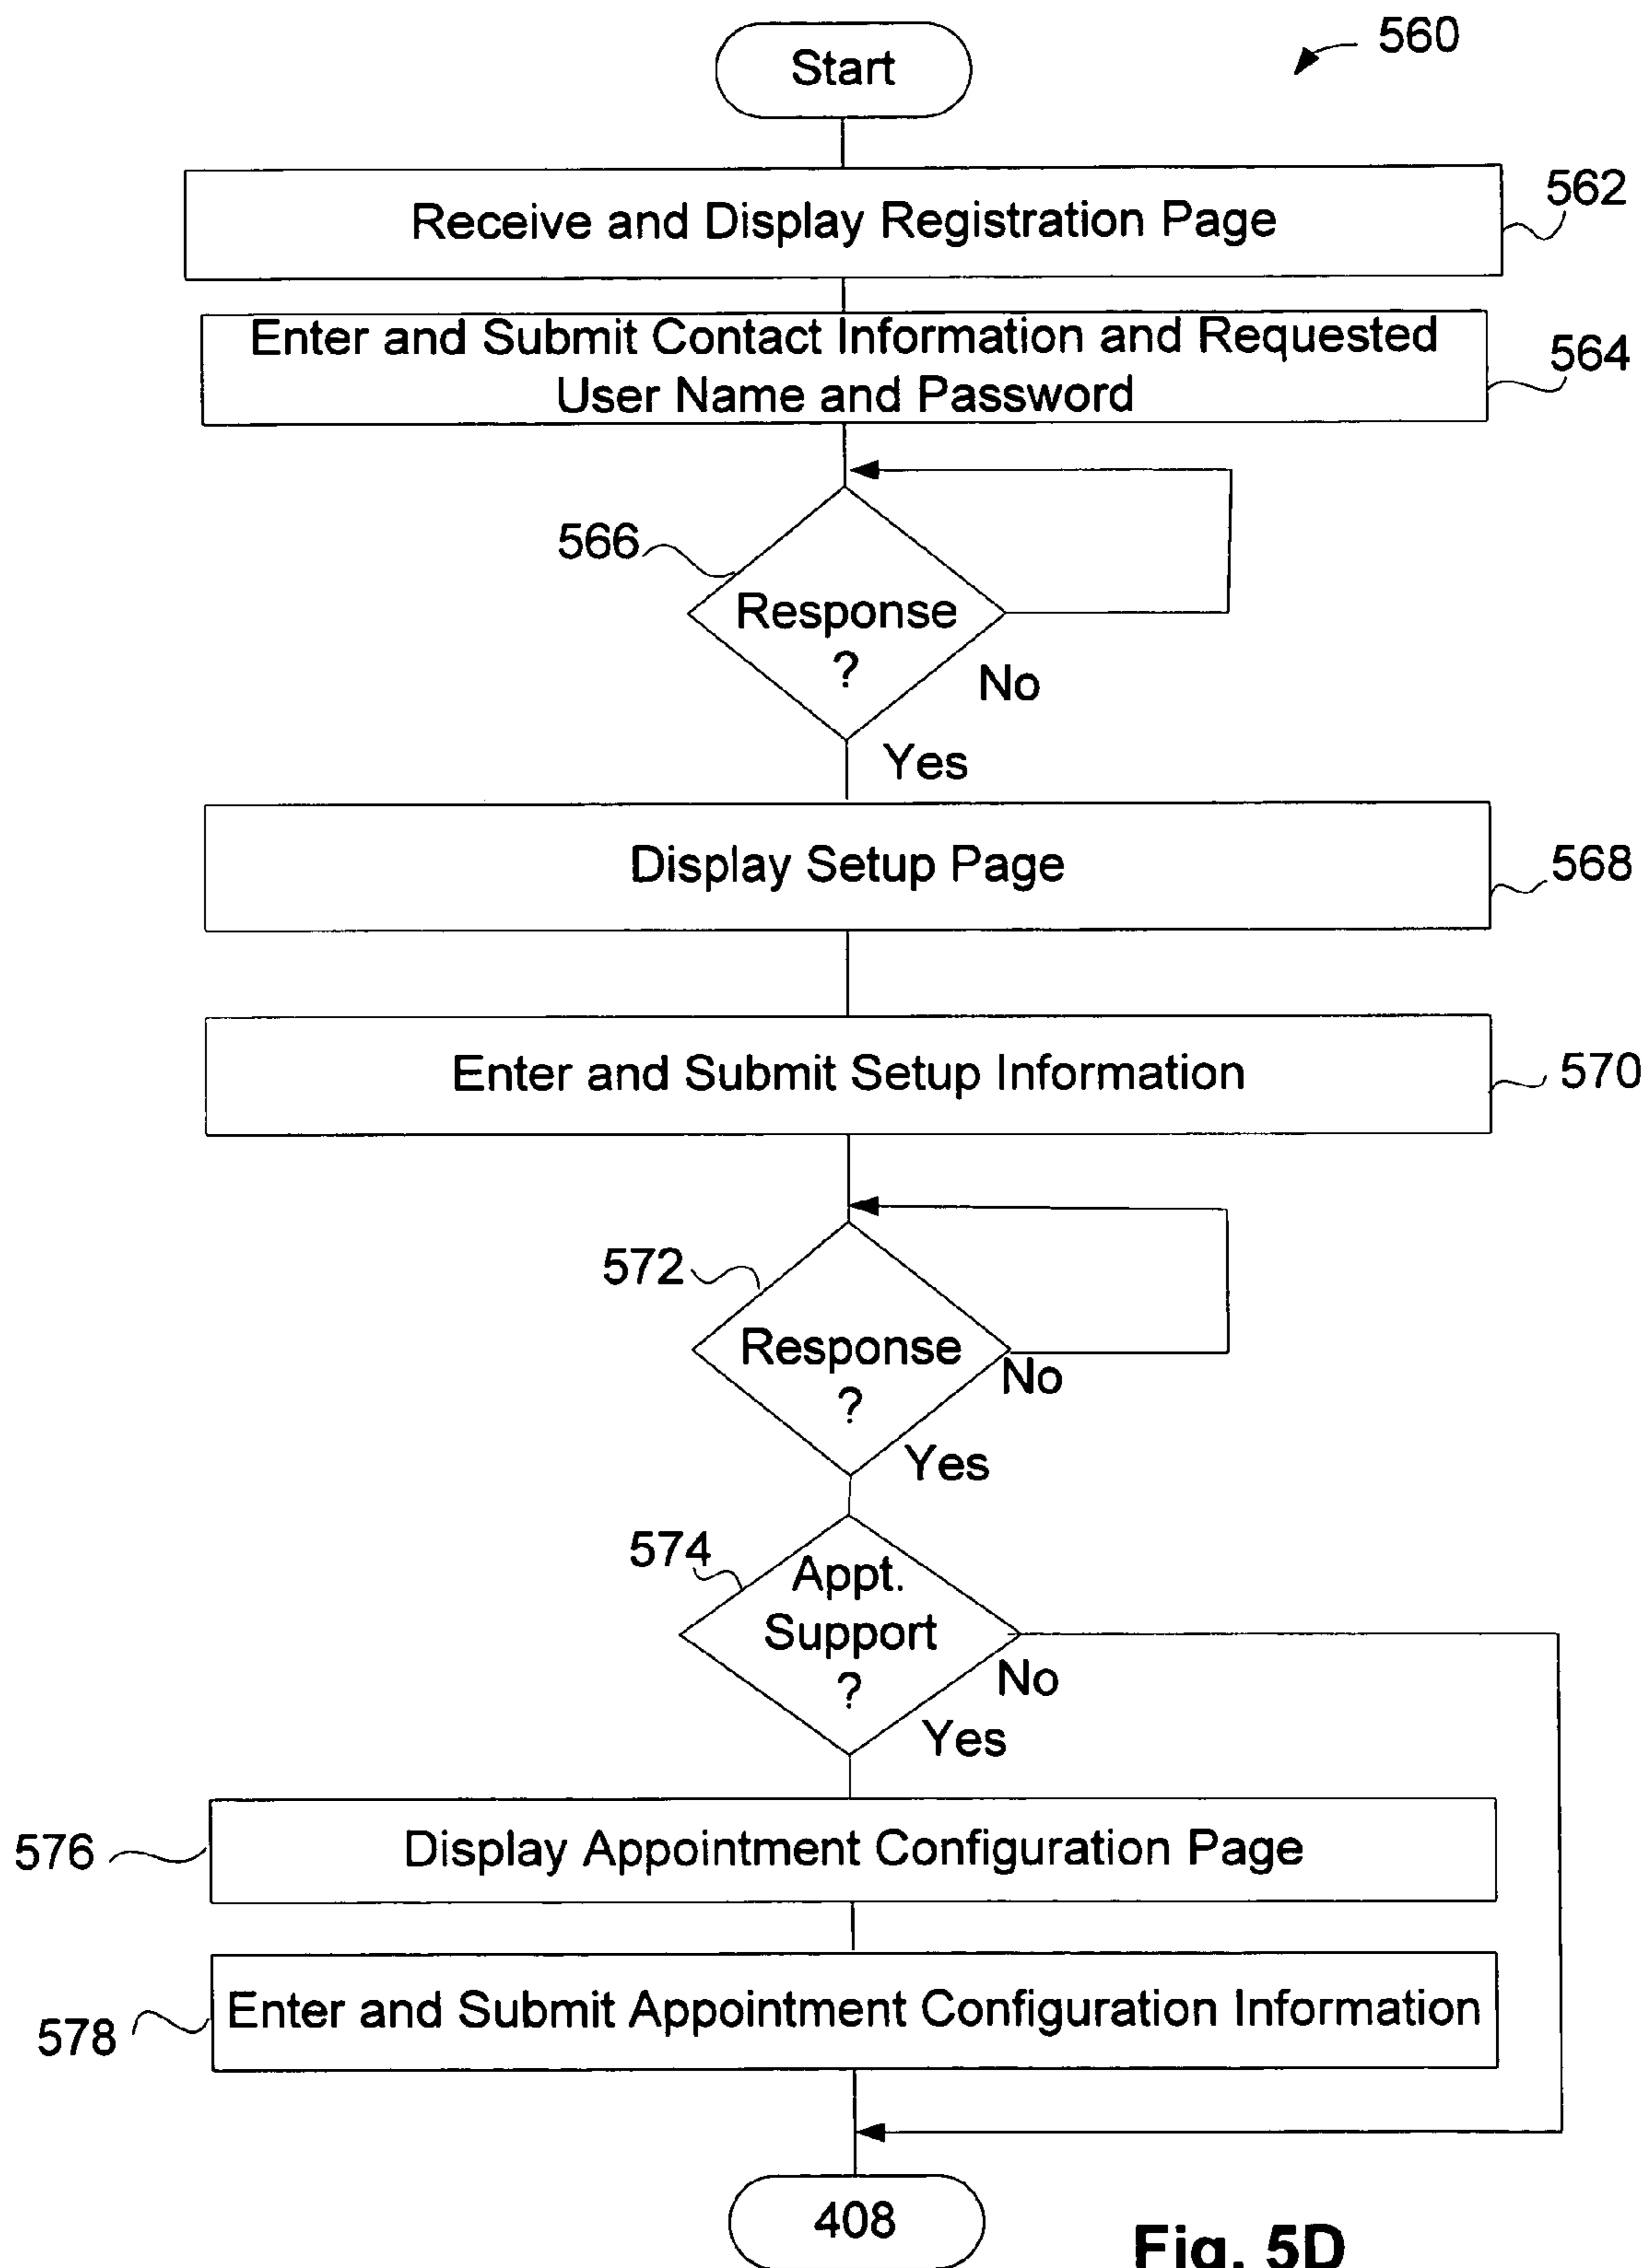 560
Start
Receive and Display Registration Page
562
Enter and Submit Contact Information and Requested
User Name and Password
564
566
Response
?
No
Yes
Display Setup Page
568
Enter and Submit Setup Information
570
572
Response
?
No
Yes
574
Appt.
Support
?
No
Yes
576
Display Appointment Configuration Page
578
Enter and Submit Appointment Configuration Information
408
Fig. 5D